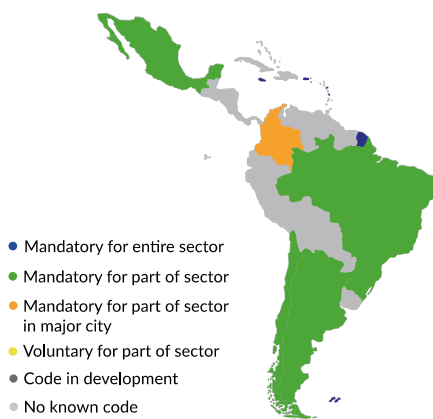 Mandatory for entire sector
Mandatory for part of sector
Mandatory for part of sector
in major city
Voluntary for part of sector
Code in development
No known code